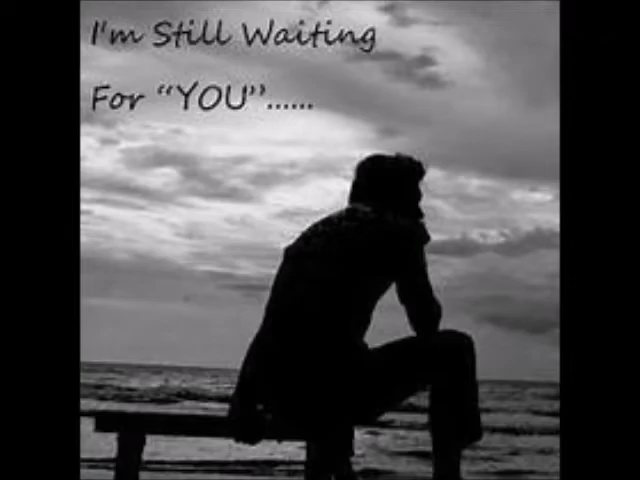 I'm Still Waiting
For “YOU”......